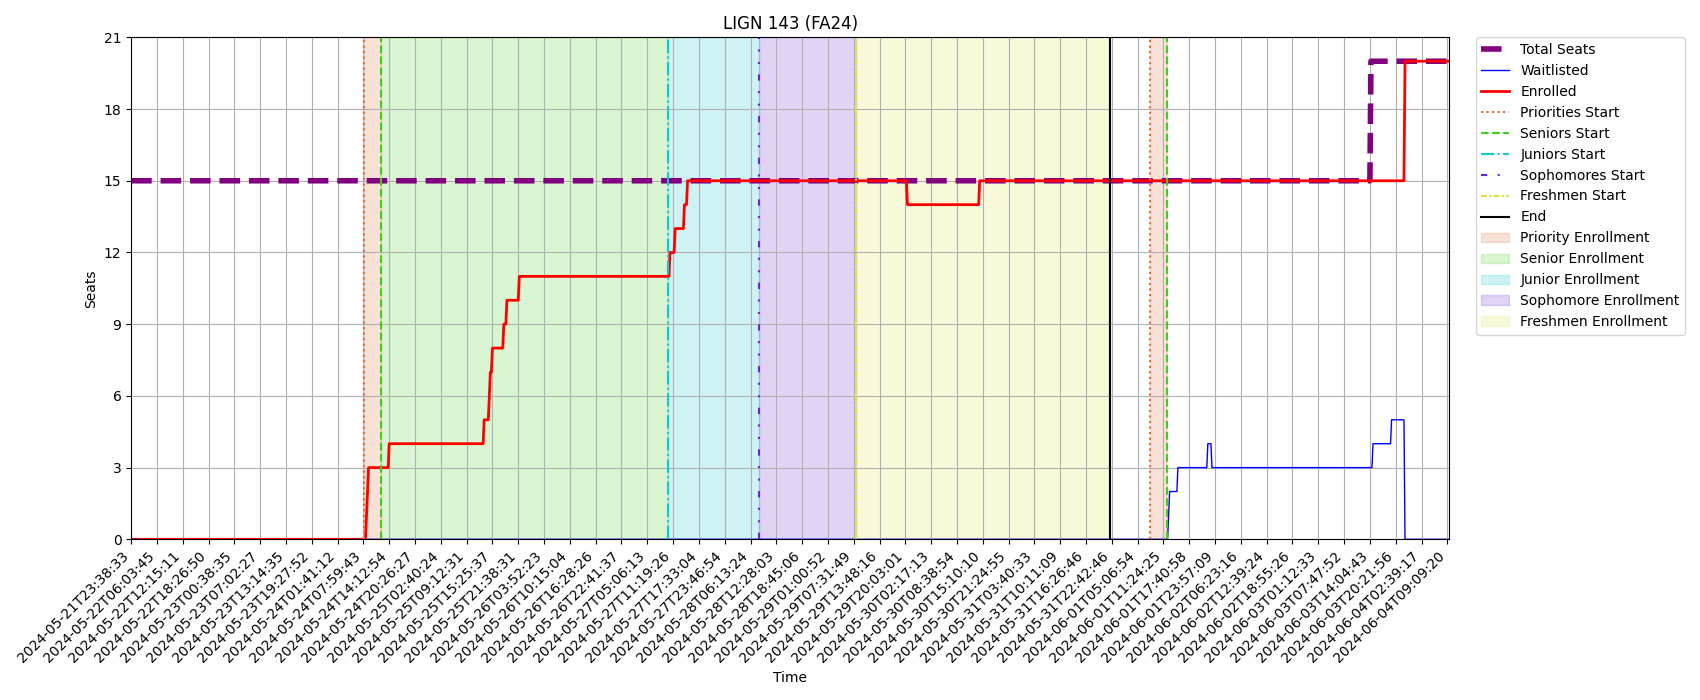 LIGN 143 (FA24)
21
18
15
12
9
6
3
0
Seats
2024-05-21T23:38:33
2024-05-22T06:03:45
2024-05-22T12:15:11
2024-05-22T18:26:50
2024-05-23T00:38:35
2024-05-23T07:02:27
2024-05-23T13:14:35
2024-05-23T19:27:52
2024-05-24T01:41:12
2024-05-24T07:59:43
2024-05-24T14:12:54
2024-05-24T20:26:27
2024-05-25T02:40:24
2024-05-25T09:12:31
2024-05-25T15:25:37
2024-05-25T21:38:31
2024-05-26T03:52:23
2024-05-26T10:15:04
2024-05-26T16:28:26
2024-05-26T22:41:37
2024-05-27T05:06:13
2024-05-27T11:19:26
2024-05-27T17:33:04
2024-05-27T23:46:54
2024-05-28T06:13:24
2024-05-28T12:28:03
2024-05-28T18:45:06
2024-05-29T01:00:52
2024-05-29T07:31:49
2024-05-29T13:48:16
2024-05-29T20:03:01
2024-05-30T02:17:13
2024-05-30T08:38:54
2024-05-30T15:10:10
2024-05-30T21:24:55
2024-05-31T03:40:33
2024-05-31T10:11:09
2024-05-31T16:26:46
2024-05-31T22:42:46
2024-06-01T05:06:54
2024-06-01T11:24:25
2024-06-01T17:40:58
2024-06-01T23:57:09
2024-06-02T06:23:16
2024-06-02T12:39:24
2024-06-02T18:55:26
2024-06-03T01:12:33
2024-06-03T07:47:52
2024-06-03T14:04:43
2024-06-03T20:21:56
2024-06-04T02:39:17
2024-06-04T09:09:20
Time
Total Seats
Waitlisted
Enrolled
Priorities Start
Seniors Start
Juniors Start
Sophomores Start
Freshmen Start
End
Priority Enrollment
Senior Enrollment
Junior Enrollment
Sophomore Enrollment
Freshmen Enrollment